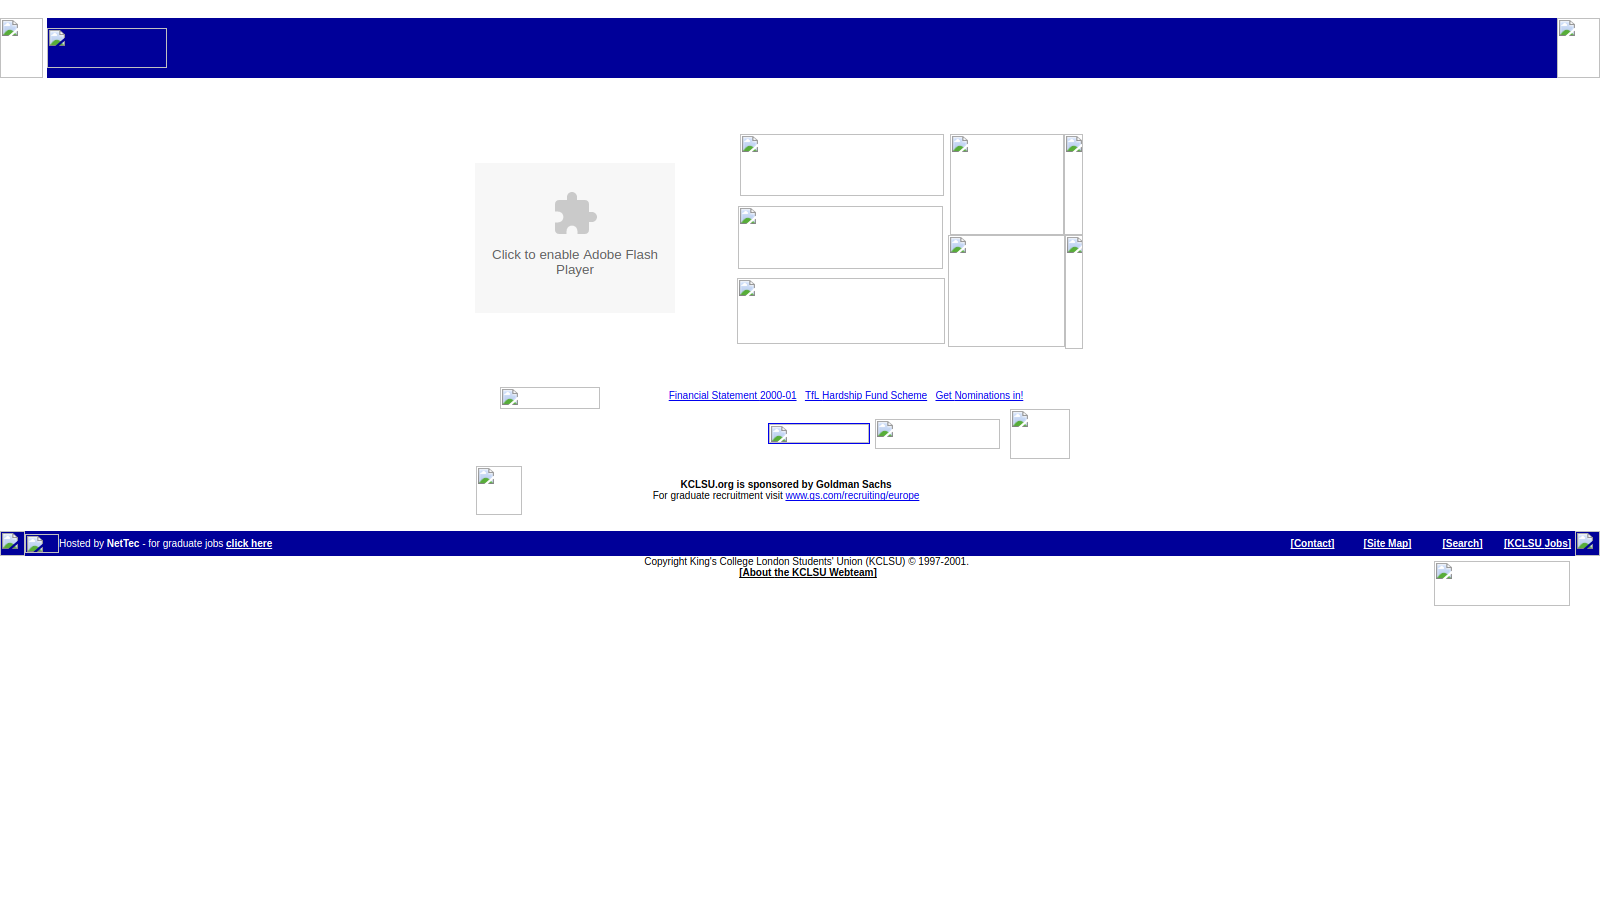 Click to enable Adobe Flash
Player
Financial Statement 2000-01 TfL Hardship Fund Scheme Get Nominations in!
KCLSU.org is sponsored by Goldman Sachs
For graduate recruitment visit www.gs.com/recruiting/europe
Hosted by NetTec - for graduate jobs click here [Contact] [Site Map] [Search] [KCLSU Jobs]
Copyright King's College London Students' Union (KCLSU) © 1997-2001.
[About the KCLSU Webteam]